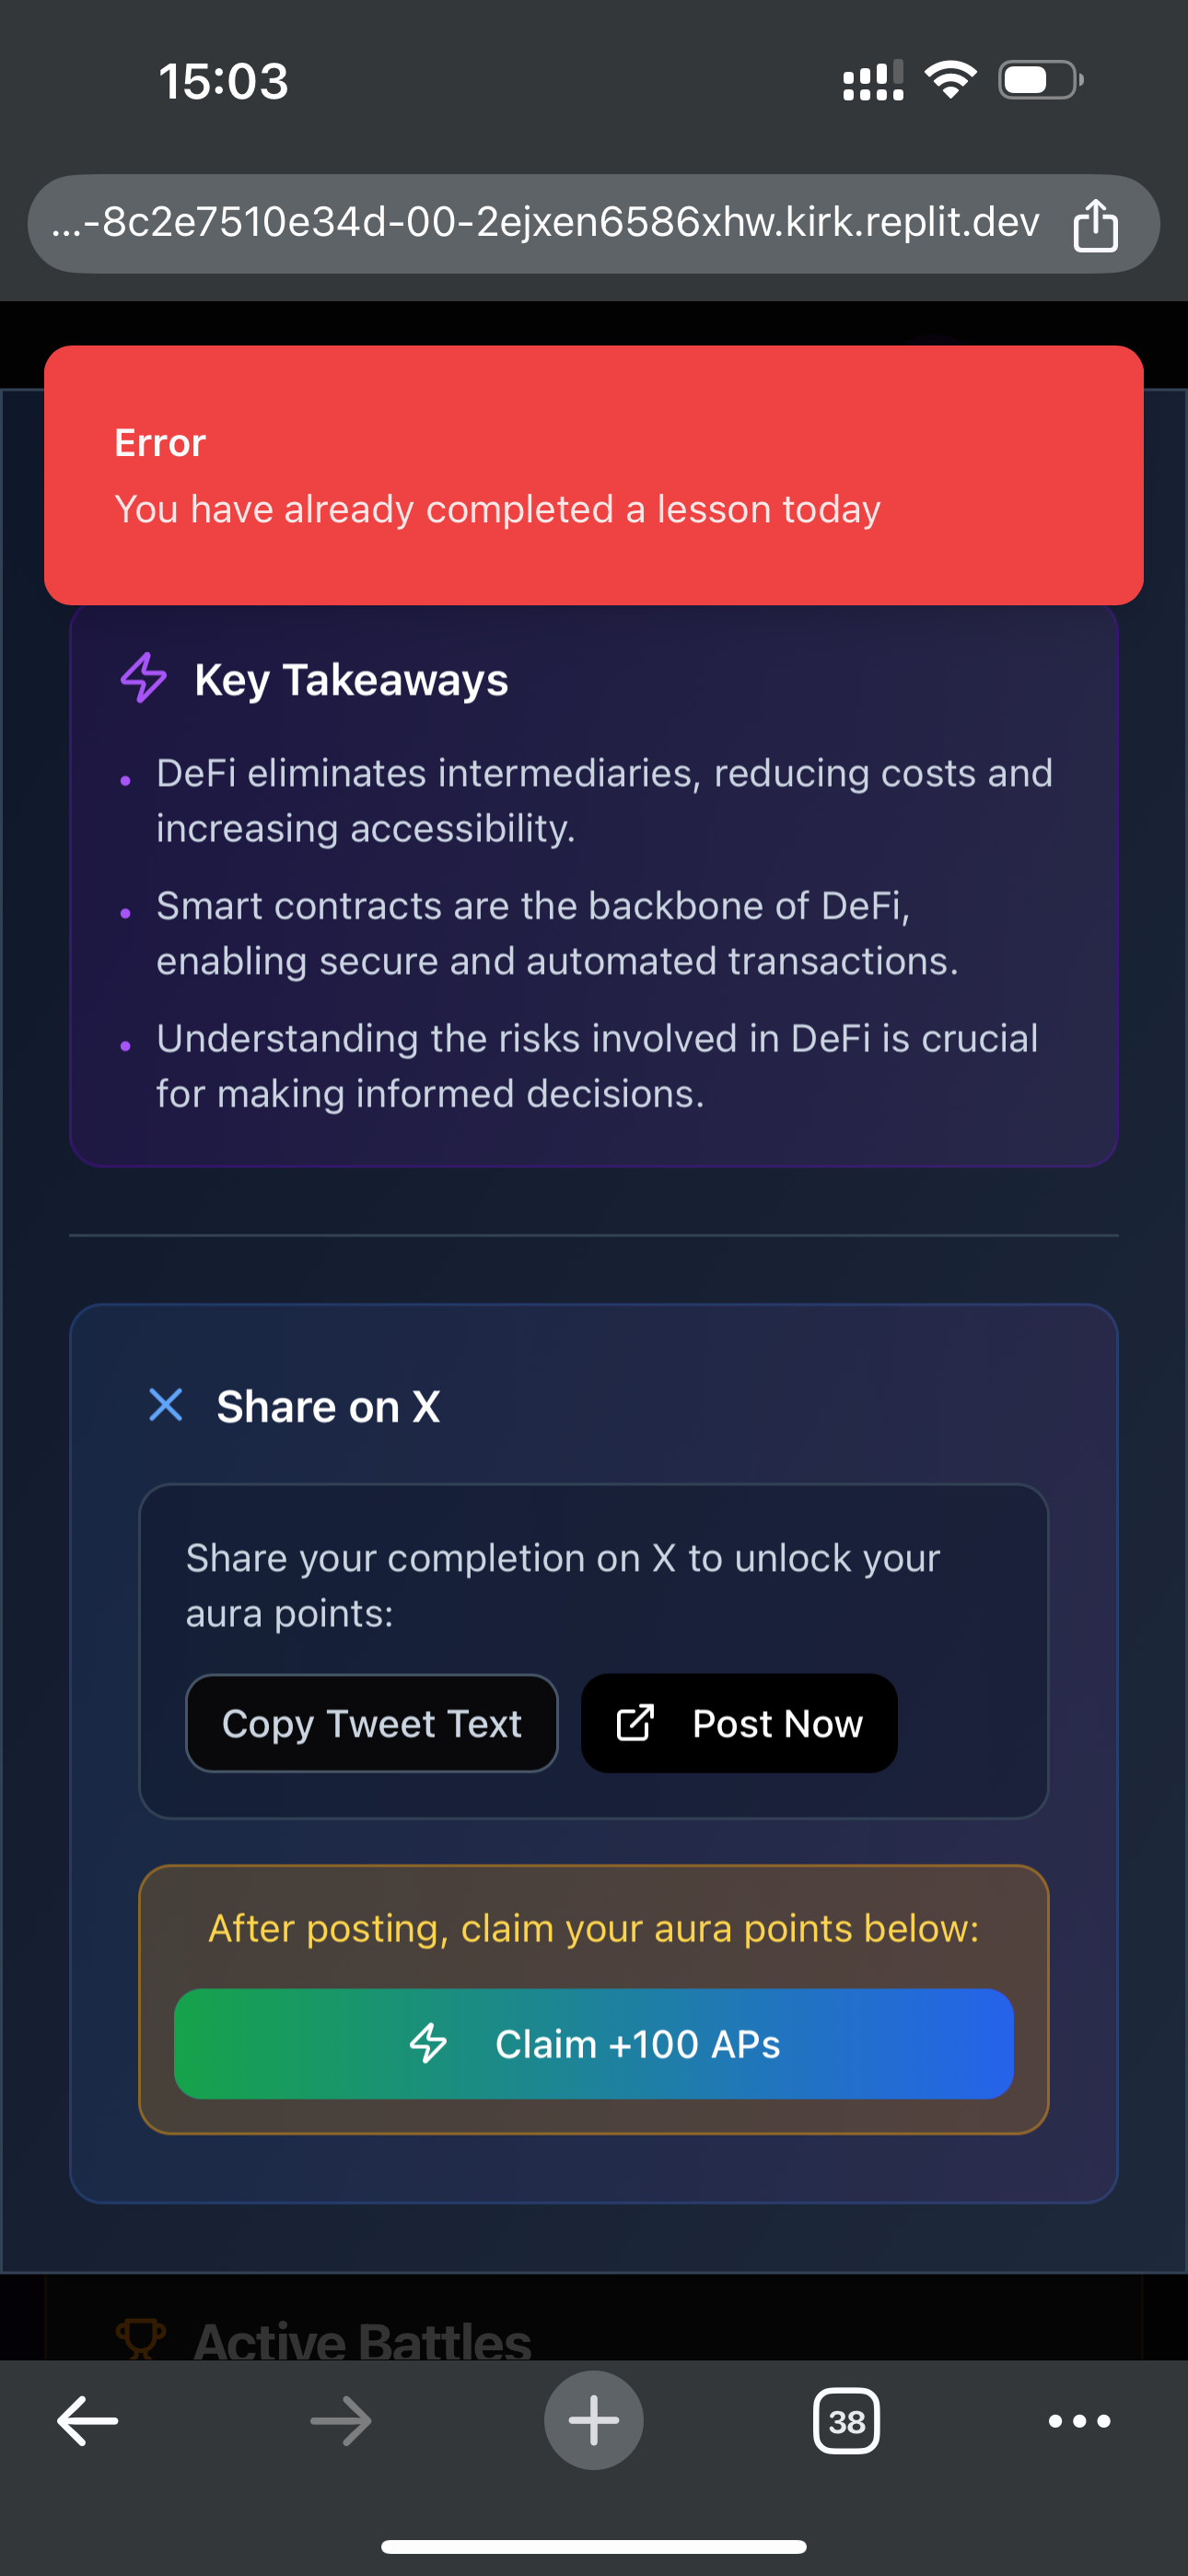 15:03
...-8c2e7510e34d-00-2ejxen6586xhw.kirk.replit.dev
Error
You have already completed a lesson today
Key Takeaways
• DeFi eliminates intermediaries, reducing costs and
increasing accessibility.
• Smart contracts are the backbone of DeFi,
enabling secure and automated transactions.
• Understanding the risks involved in DeFi is crucial
for making informed decisions.
Share on X
Share your completion on X to unlock your
aura points:
Copy Tweet Text
Post Now
After posting, claim your aura points below:
Claim +100 APs
Active Battles
38